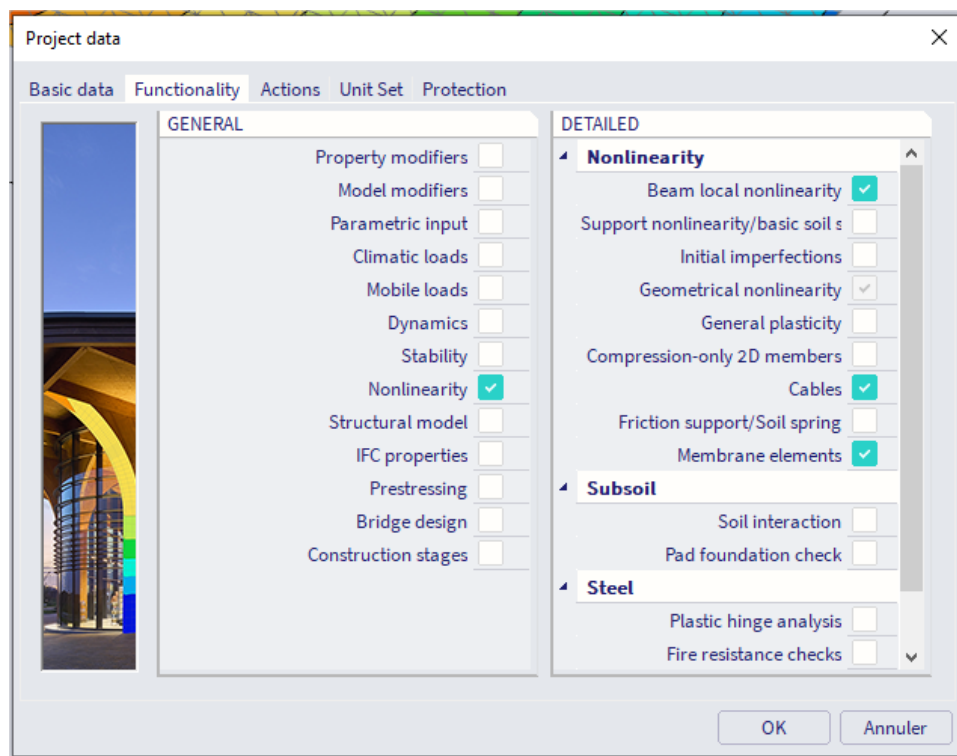 Project data
Basic data Functionality Actions Unit Set Protection
GENERAL
Property modifiers
Model modifiers
Parametric input
Climatic loads
Mobile loads
Dynamics
Stability
Nonlinearity
Structural model
IFC properties
Prestressing
Bridge design
Construction stages
DETAILED
Nonlinearity
Beam local nonlinearity
Support nonlinearity/basic soil s
Initial imperfections
Geometrical nonlinearity
General plasticity
Compression-only 2D members
Cables
Friction support/Soil spring
Membrane elements
Subsoil
Soil interaction
Pad foundation check
Steel
Plastic hinge analysis
Fire resistance checks
OK Annuler